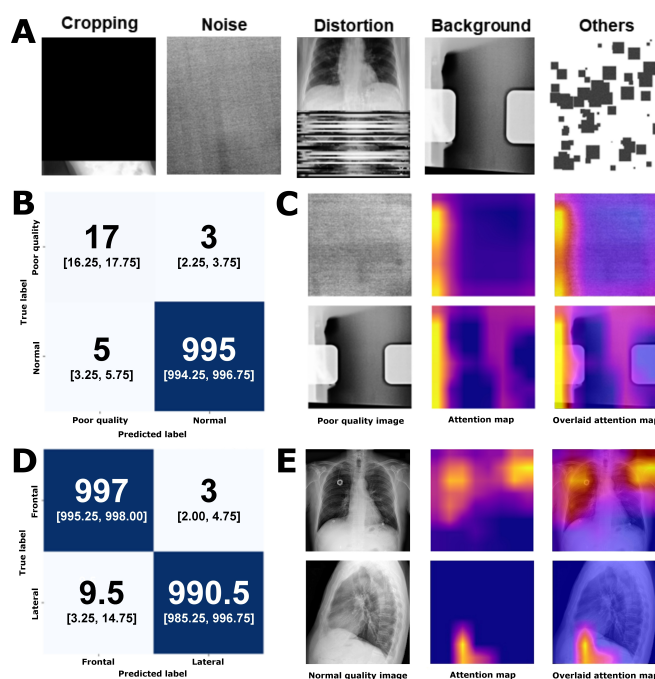 A
Cropping
Noise
Distortion
Background
Others
B
True label
Poor quality
17
[16.25, 17.75]
3
[2.25, 3.75]
Normal
5
[3.25, 5.75]
995
[994.25, 996.75]
Poor quality
Normal
Predicted label
C
Poor quality image
Attention map
Overlaid attention map
D
True label
Frontal
997
[995.25, 998.00]
3
[2.00, 4.75]
Lateral
9.5
[3.25, 14.75]
990.5
[985.25, 996.75]
Frontal
Lateral
Predicted label
E
Normal quality image
Attention map
Overlaid attention map